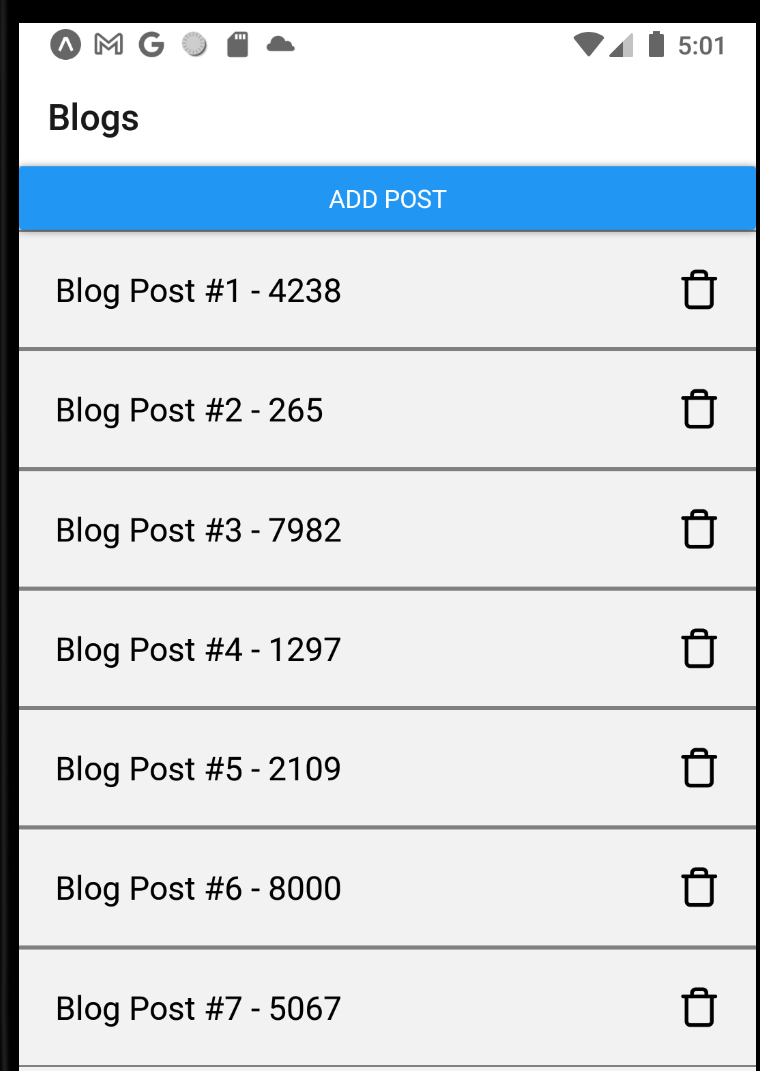 5:01
Blogs
ADD POST
Blog Post #1 - 4238
Blog Post #2 - 265
Blog Post #3 - 7982
Blog Post #4 - 1297
Blog Post #5 - 2109
Blog Post #6 - 8000
Blog Post #7 - 5067